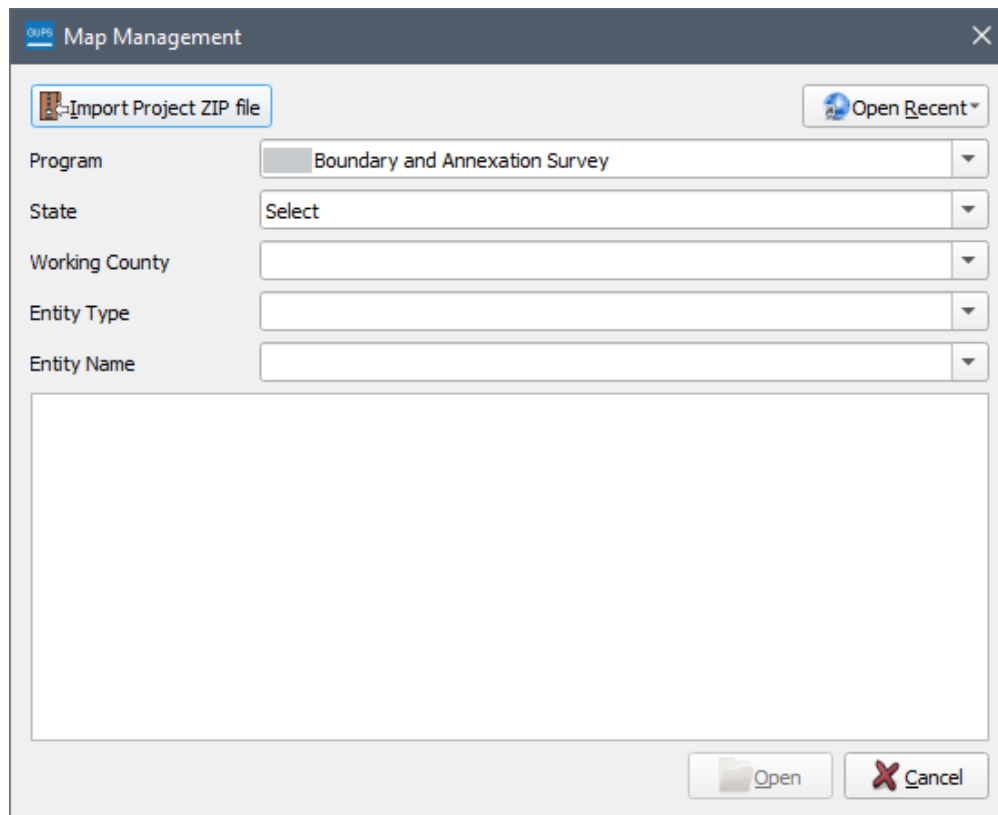 GUPS Map Management
Import Project ZIP file Open Recent
Program Boundary and Annexation Survey
State Select
Working County
Entity Type
Entity Name
Open Cancel